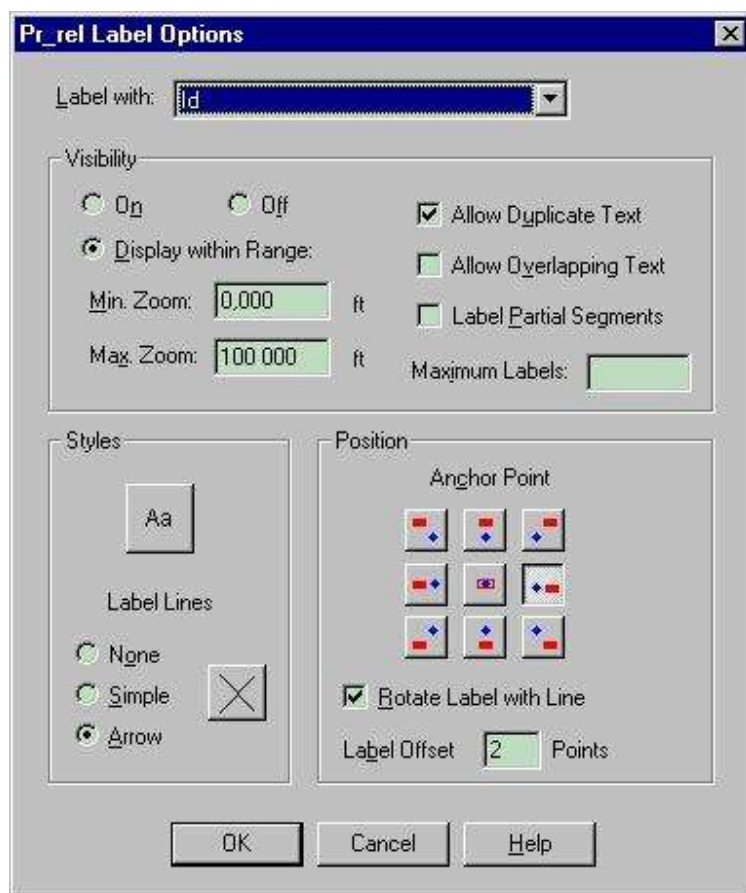 Pr_rel Label Options
Label with: Id
Visibility
On Off
Display within Range:
Min. Zoom: 0,000 ft
Max. Zoom: 100 000 ft
Allow Duplicate Text
Allow Overlapping Text
Label Partial Segments
Maximum Labels:
Styles
Aa
Label Lines
None
Simple
Arrow
Position
Anchor Point
Rotate Label with Line
Label Offset 2 Points
OK Cancel Help